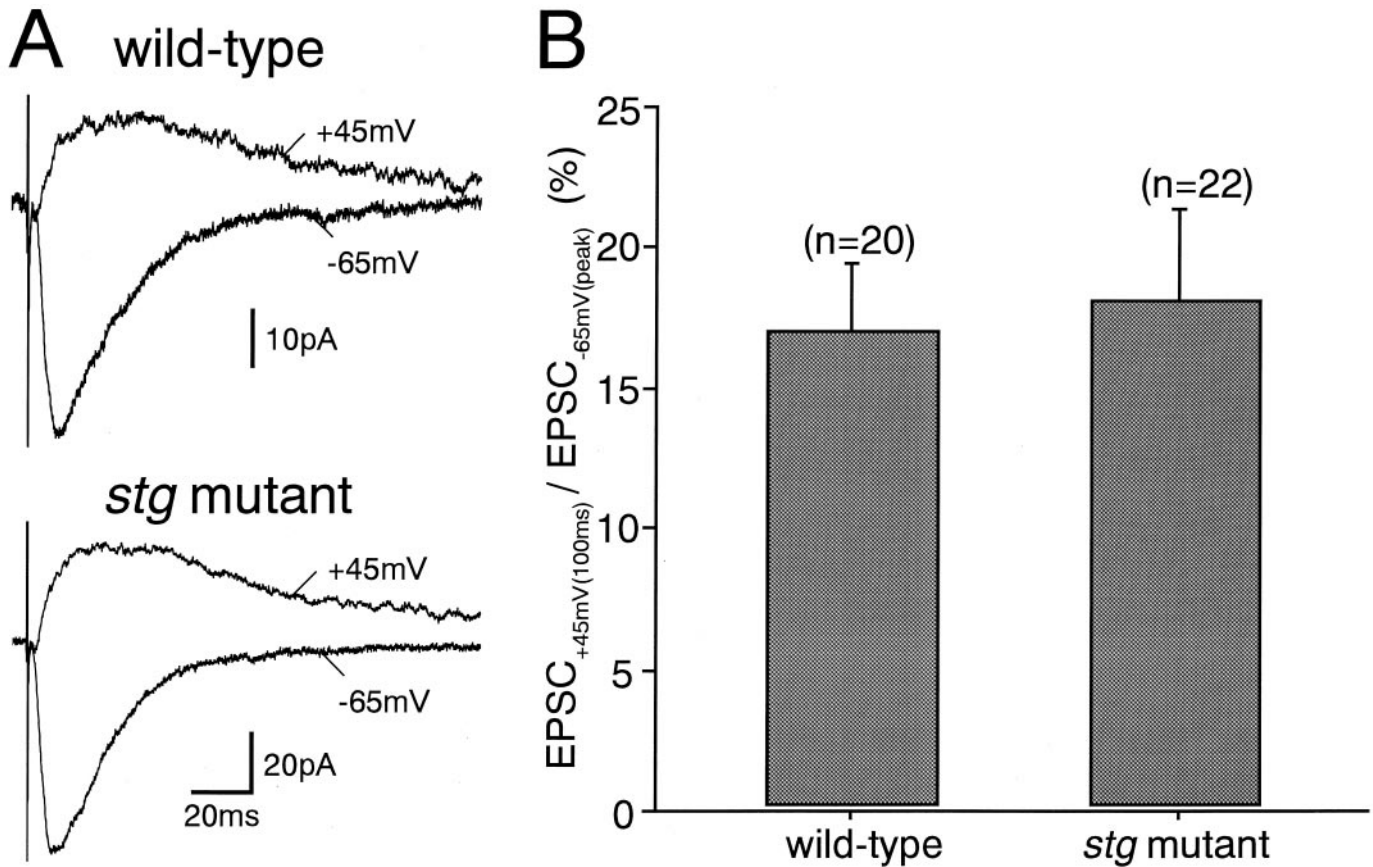 A
wild-type
+45mV
-65mV
10pA
stg mutant
+45mV
-65mV
20pA
20ms
B
EPSC+45mV(100ms) / EPSC-65mV(peak) (%)
25
20
15
10
5
0
(n=20)
(n=22)
wild-type
stg mutant